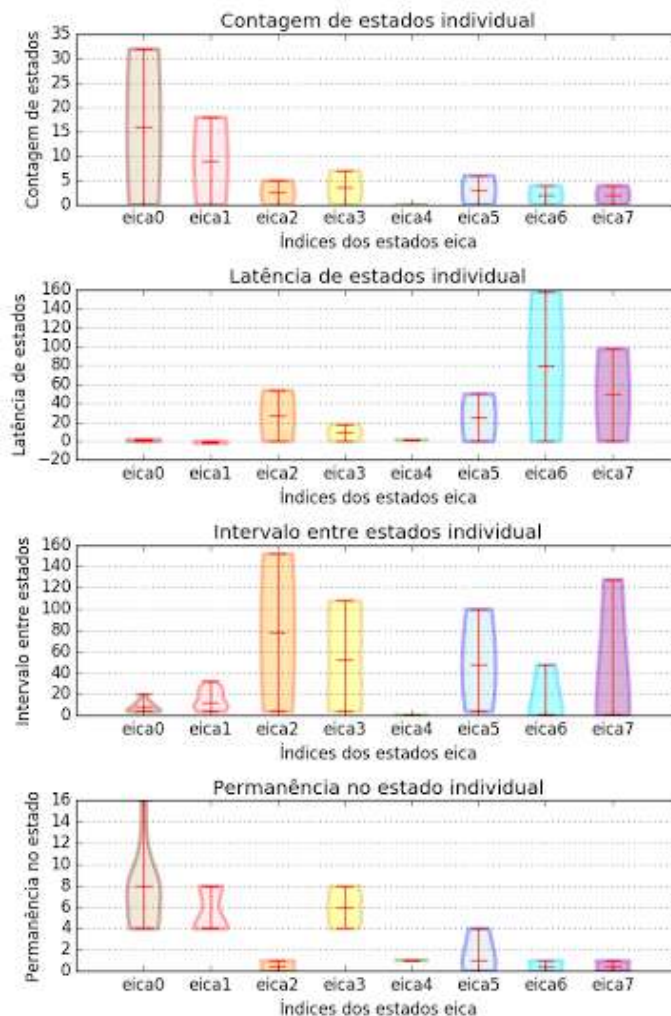 Contagem de estados individual
Contagem de estados
35
30
25
20
15
10
5
0
eica0 eica1 eica2 eica3 eica4 eica5 eica6 eica7
Índices dos estados eica
Latência de estados individual
Latência de estados
160
140
120
100
80
60
40
20
0
−20
eica0 eica1 eica2 eica3 eica4 eica5 eica6 eica7
Índices dos estados eica
Intervalo entre estados individual
Intervalo entre estados
160
140
120
100
80
60
40
20
0
eica0 eica1 eica2 eica3 eica4 eica5 eica6 eica7
Índices dos estados eica
Permanência no estado individual
Permanência no estado
16
14
12
10
8
6
4
2
0
eica0 eica1 eica2 eica3 eica4 eica5 eica6 eica7
Índices dos estados eica